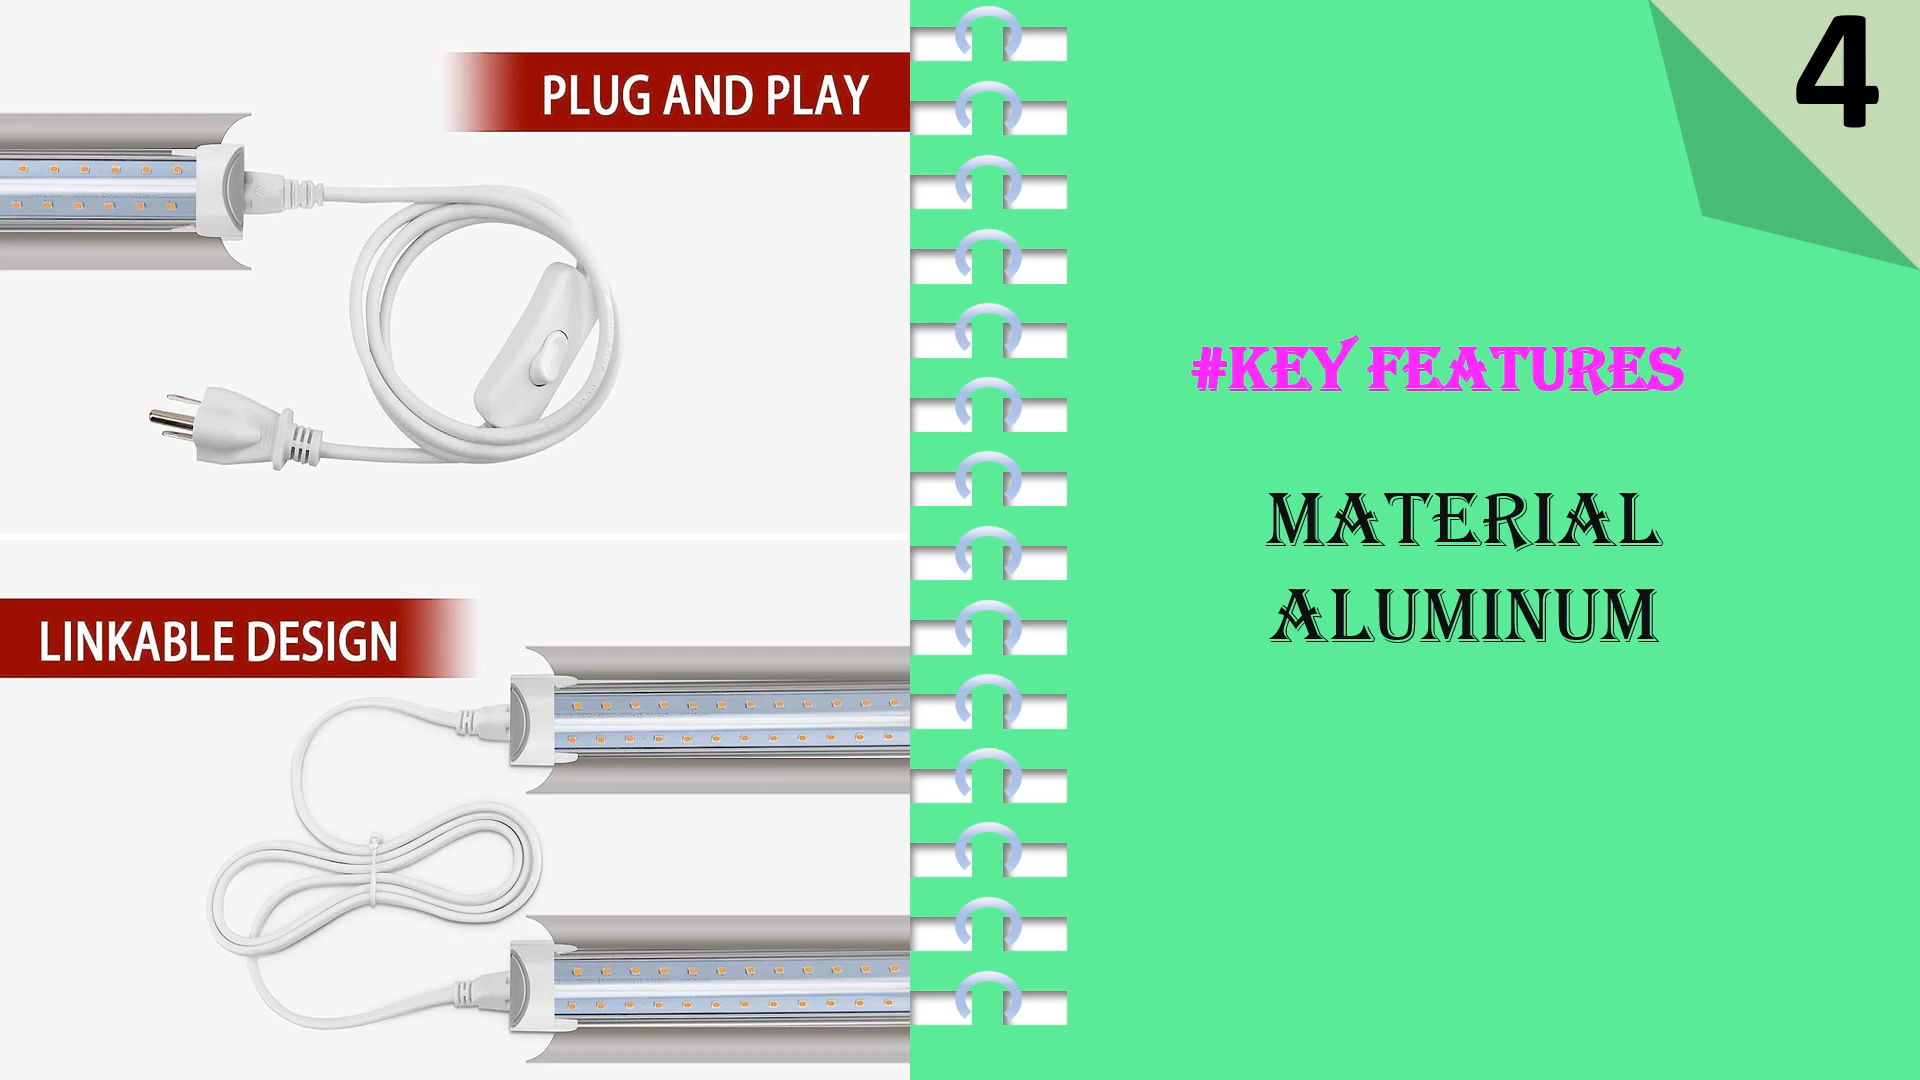 PLUG AND PLAY
LINKABLE DESIGN
4
#KEY FEATURES
MATERIAL
ALUMINUM